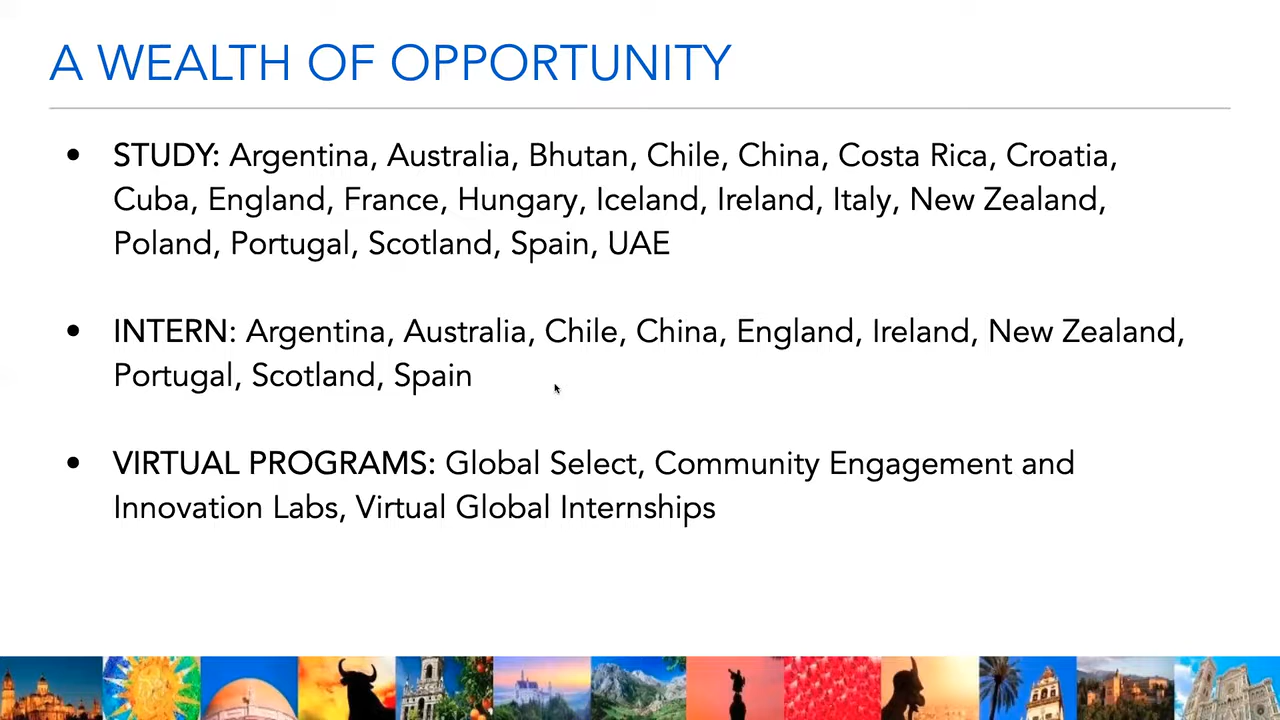 A WEALTH OF OPPORTUNITY
• STUDY: Argentina, Australia, Bhutan, Chile, China, Costa Rica, Croatia,
Cuba, England, France, Hungary, Iceland, Ireland, Italy, New Zealand,
Poland, Portugal, Scotland, Spain, UAE
• INTERN: Argentina, Australia, Chile, China, England, Ireland, New Zealand,
Portugal, Scotland, Spain
• VIRTUAL PROGRAMS: Global Select, Community Engagement and
Innovation Labs, Virtual Global Internships